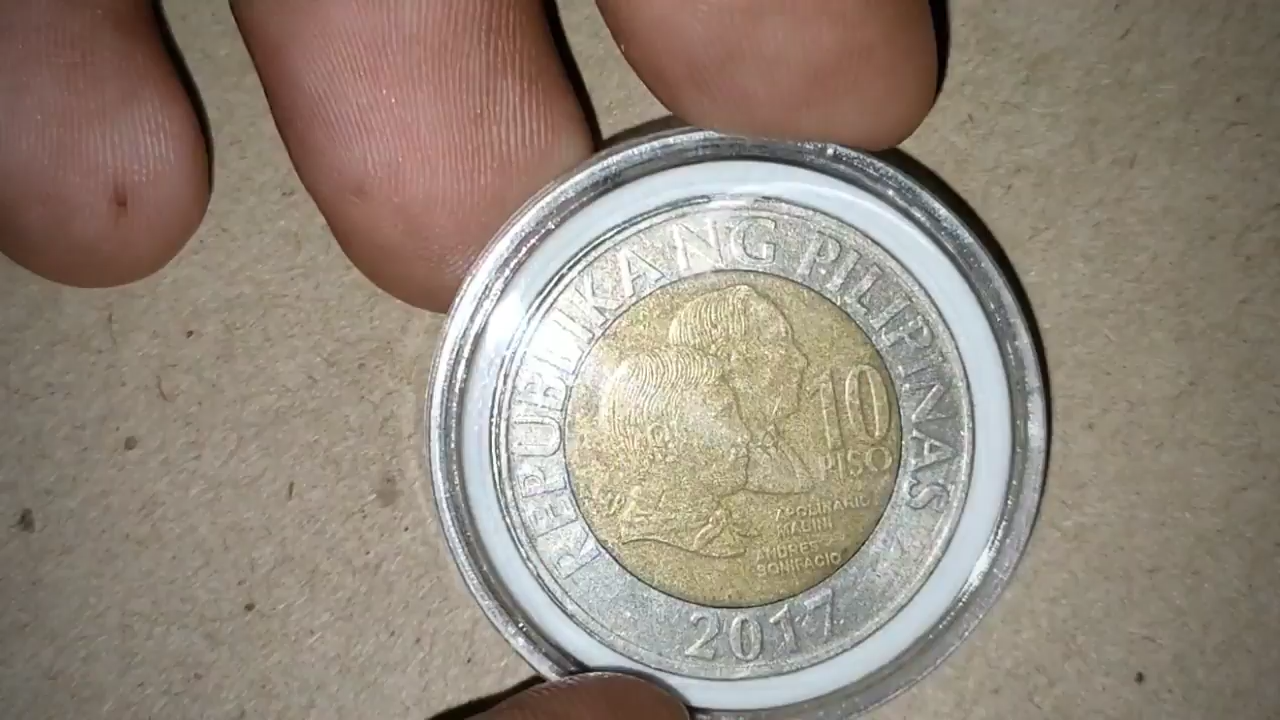 REPUBLIKANG PILIPINAS
10
PISO
APOLINARIO
MABINI
ANDRES
BONIFACIO
2017